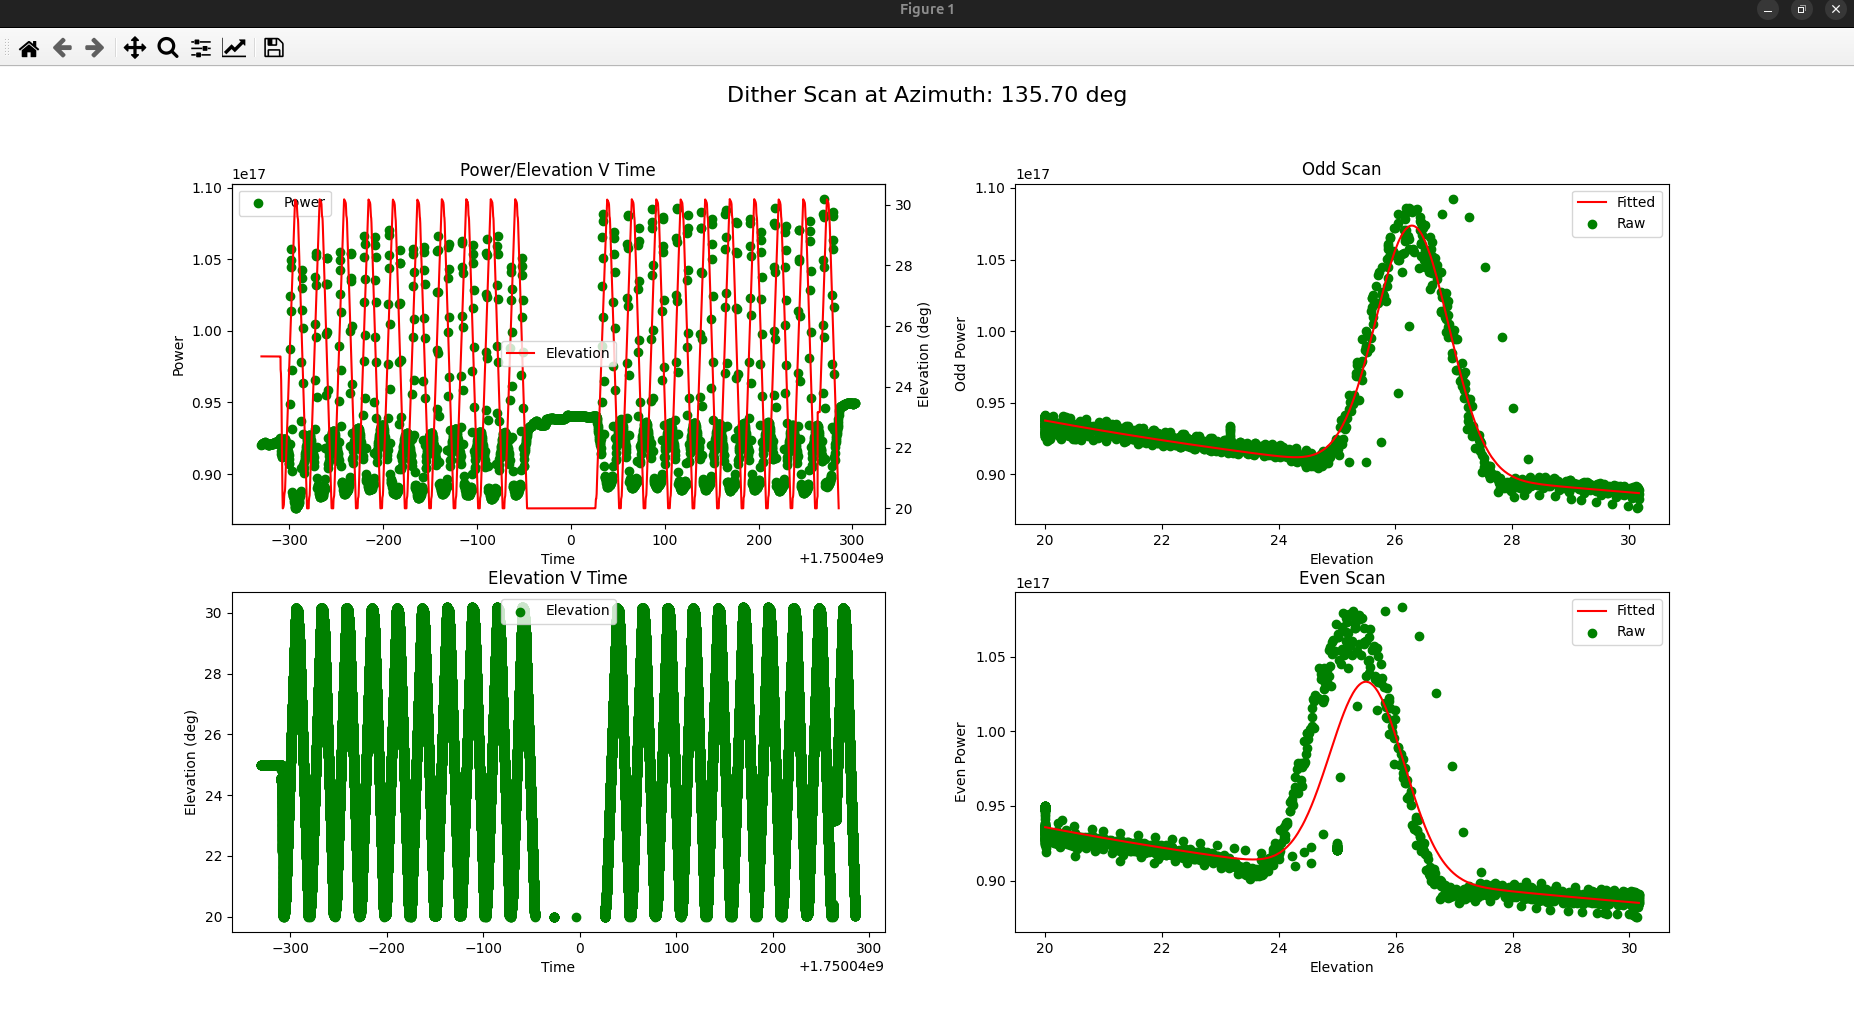 Figure 1
Dither Scan at Azimuth: 135.70 deg
Power/Elevation V Time
1e17
1.10
1.05
1.00
0.95
0.90
Power
Power
Elevation
30
28
26
24
22
20
Elevation (deg)
−300
−200
−100
0
100
200
300
Time
+1.75004e9
Odd Scan
1e17
1.10
1.05
1.00
0.95
0.90
Odd Power
Fitted
Raw
20
22
24
26
28
30
Elevation
Elevation V Time
30
28
26
24
22
20
Elevation (deg)
Elevation
−300
−200
−100
0
100
200
300
Time
+1.75004e9
Even Scan
1e17
1.05
1.00
0.95
0.90
Even Power
Fitted
Raw
20
22
24
26
28
30
Elevation